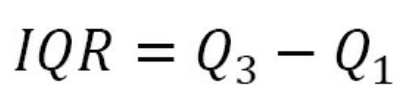 IQR = Q₃ − Q₁